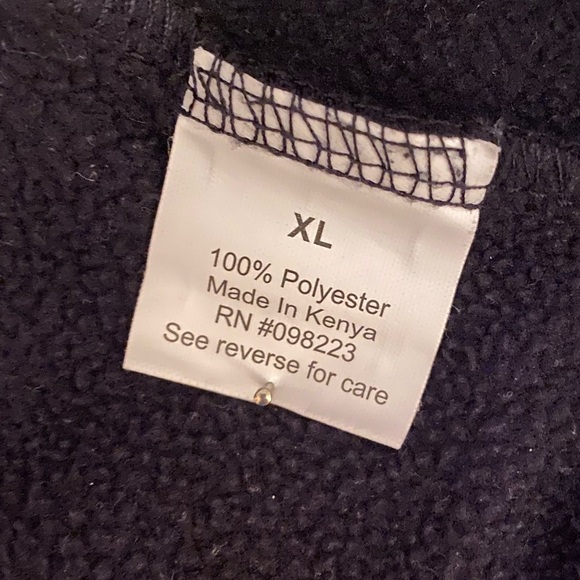 XL
100% Polyester
Made In Kenya
RN #098223
See reverse for care